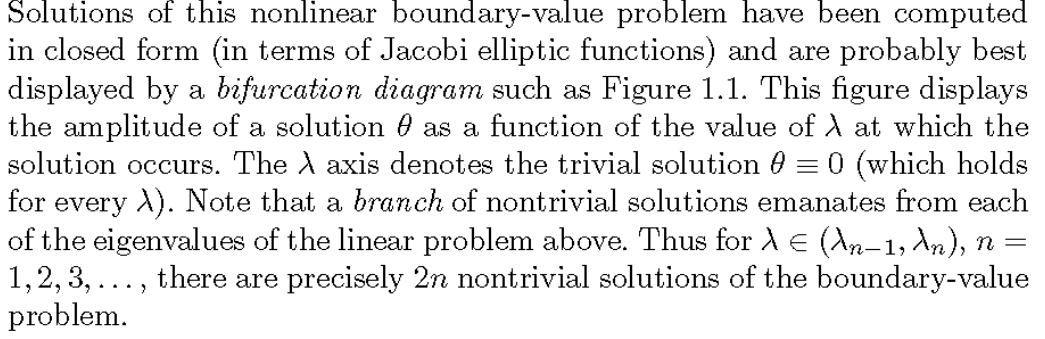 Solutions of this nonlinear boundary-value problem have been computed
in closed form (in terms of Jacobi elliptic functions) and are probably best
displayed by a bifurcation diagram such as Figure 1.1. This figure displays
the amplitude of a solution θ as a function of the value of λ at which the
solution occurs. The λ axis denotes the trivial solution θ ≡ 0 (which holds
for every λ). Note that a branch of nontrivial solutions emanates from each
of the eigenvalues of the linear problem above. Thus for λ ∈ (λₙ₋₁, λₙ), n =
1, 2, 3, . . . , there are precisely 2n nontrivial solutions of the boundary-value
problem.